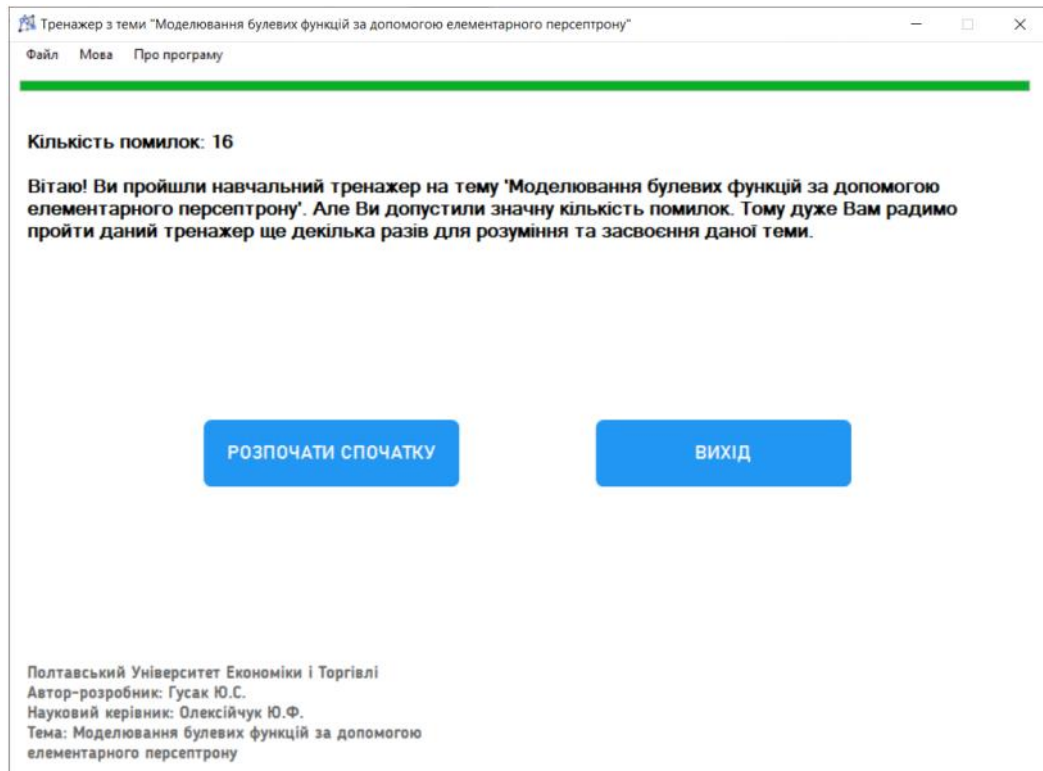 Тренажер з теми "Моделювання булевих функцій за допомогою елементарного персептрону"
Файл Мова Про програму
Кількість помилок: 16
Вітаю! Ви пройшли навчальний тренажер на тему 'Моделювання булевих функцій за допомогою
елементарного персептрону'. Але Ви допустили значну кількість помилок. Тому дуже Вам радимо
пройти даний тренажер ще декілька разів для розуміння та засвоєння даної теми.
РОЗПОЧАТИ СПОЧАТКУ ВИХІД
Полтавський Університет Економіки і Торгівлі
Автор-розробник: Гусак Ю.С.
Науковий керівник: Олексійчук Ю.Ф.
Тема: Моделювання булевих функцій за допомогою
елементарного персептрону